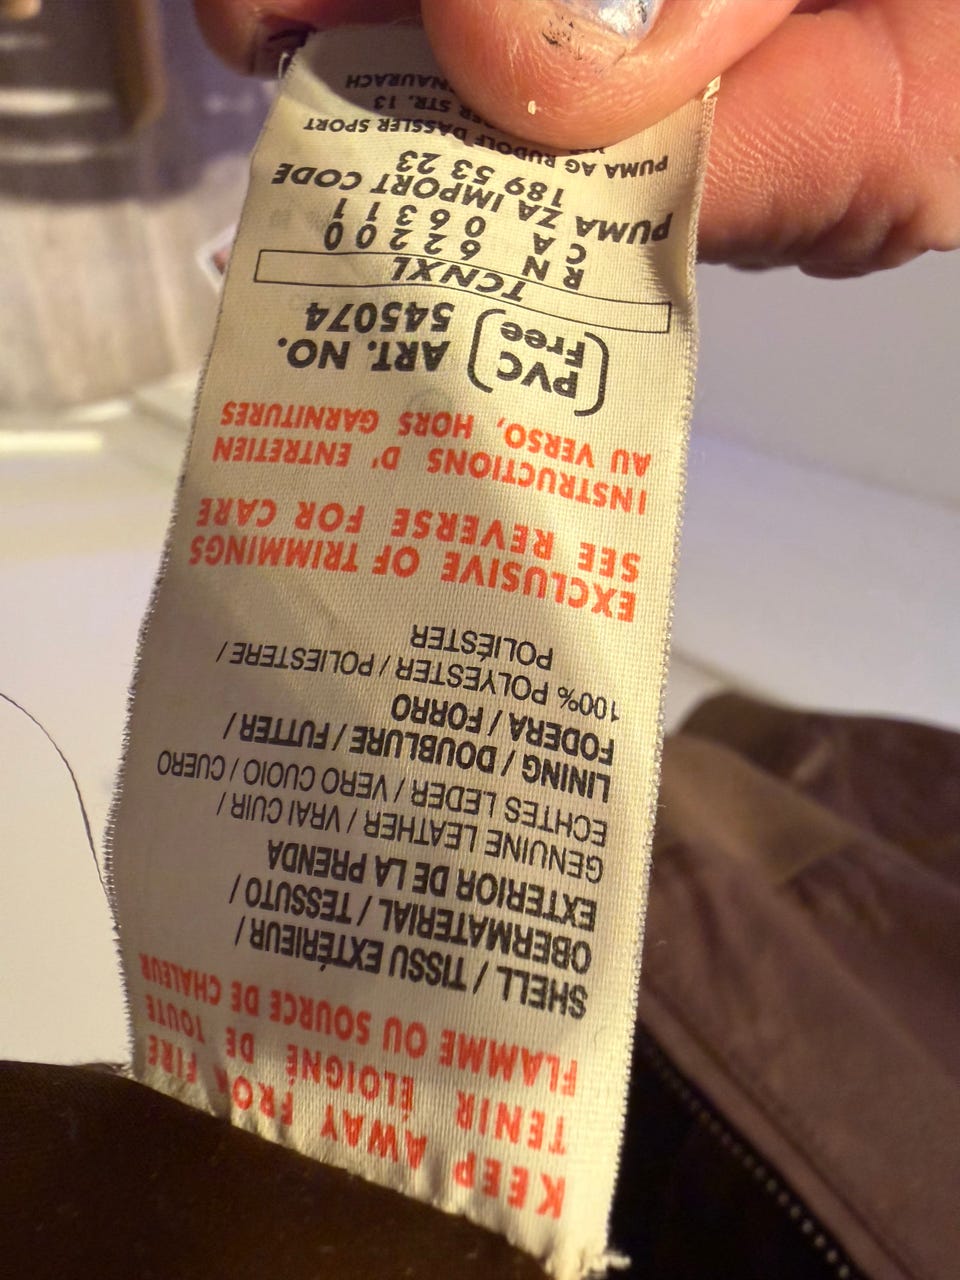 KEEP AWAY FROM FIRE
TENIR ÉLOIGNÉ DE TOUTE
FLAMME OU SOURCE DE CHALEUR
SHELL / TISSU EXTÉRIEUR /
OBERMATERIAL / TESSUTO /
EXTERIOR DE LA PRENDA
GENUINE LEATHER / VRAI CUIR /
ECHTES LEDER / VERO CUOIO / CUERO
LINING / DOUBLURE / FUTTER /
FODERA / FORRO
100% POLYESTER / POLIESTERE /
POLIÉSTER
EXCLUSIVE OF TRIMMINGS
SEE REVERSE FOR CARE
INSTRUCTIONS D' ENTRETIEN
AU VERSO, HORS GARNITURES
PVC ART. NO.
Free 545074
TCNXL
RN 62200
CA 06311
PUMA ZA IMPORT CODE
189 53 23
PUMA AG RUDOLF DASSLER SPORT
STR. 13